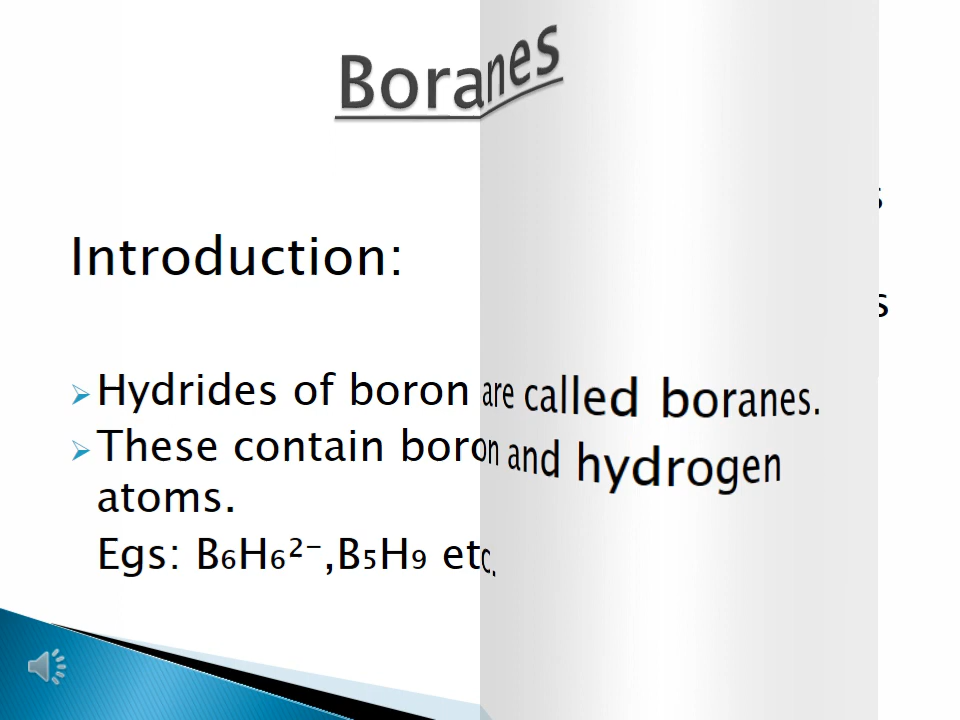 Boranes
Introduction:
Hydrides of boron are called boranes.
These contain boron and hydrogen
atoms.
Egs: B₆H₆²⁻,B₅H₉ etc.
s
s